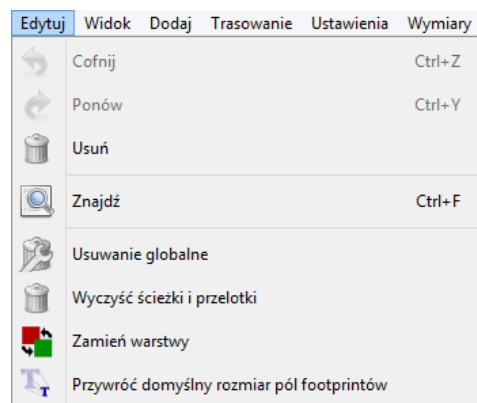 Edytuj Widok Dodaj Trasowanie Ustawienia Wymiary
Cofnij Ctrl+Z
Ponów Ctrl+Y
Usuń
Znajdź Ctrl+F
Usuwanie globalne
Wyczyść ścieżki i przelotki
Zamień warstwy
Przywróć domyślny rozmiar pól footprintów